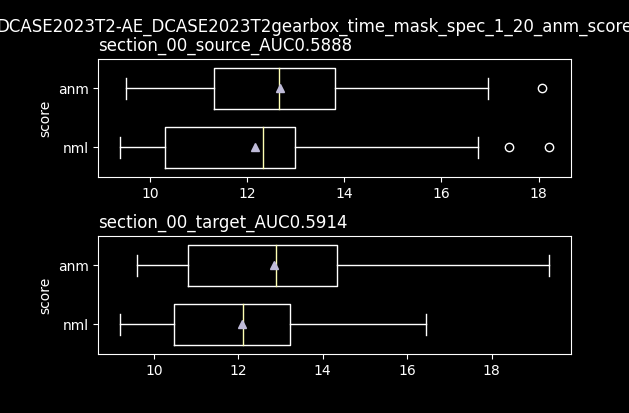 DCASE2023T2-AE_DCASE2023T2gearbox_time_mask_spec_1_20_anm_score
section_00_source_AUC0.5888
anm
nml
score
10 12 14 16 18
section_00_target_AUC0.5914
anm
nml
score
10 12 14 16 18